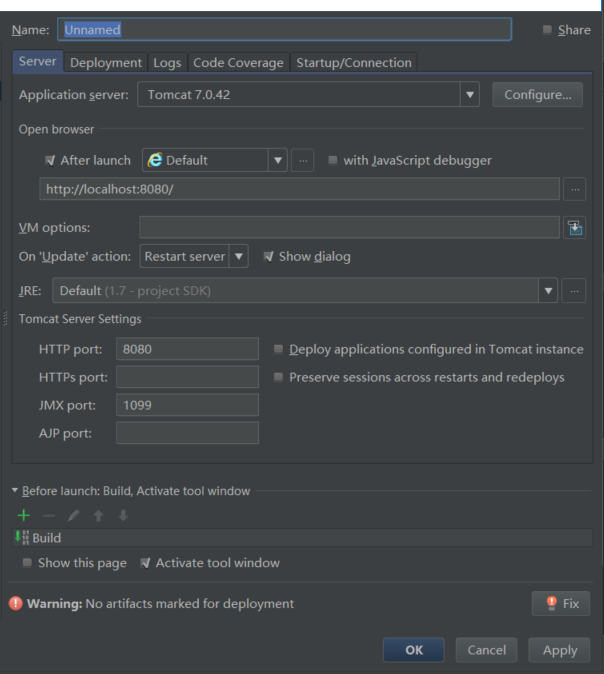 Name: Unnamed Share
Server Deployment Logs Code Coverage Startup/Connection
Application server: Tomcat 7.0.42 Configure...
Open browser
After launch Default ... with JavaScript debugger
http://localhost:8080/ ...
VM options:
On 'Update' action: Restart server Show dialog
JRE: Default (1.7 - project SDK) ...
Tomcat Server Settings
HTTP port: 8080 Deploy applications configured in Tomcat instance
HTTPs port: Preserve sessions across restarts and redeploys
JMX port: 1099
AJP port:
Before launch: Build, Activate tool window
Build
Show this page Activate tool window
Warning: No artifacts marked for deployment Fix
OK Cancel Apply